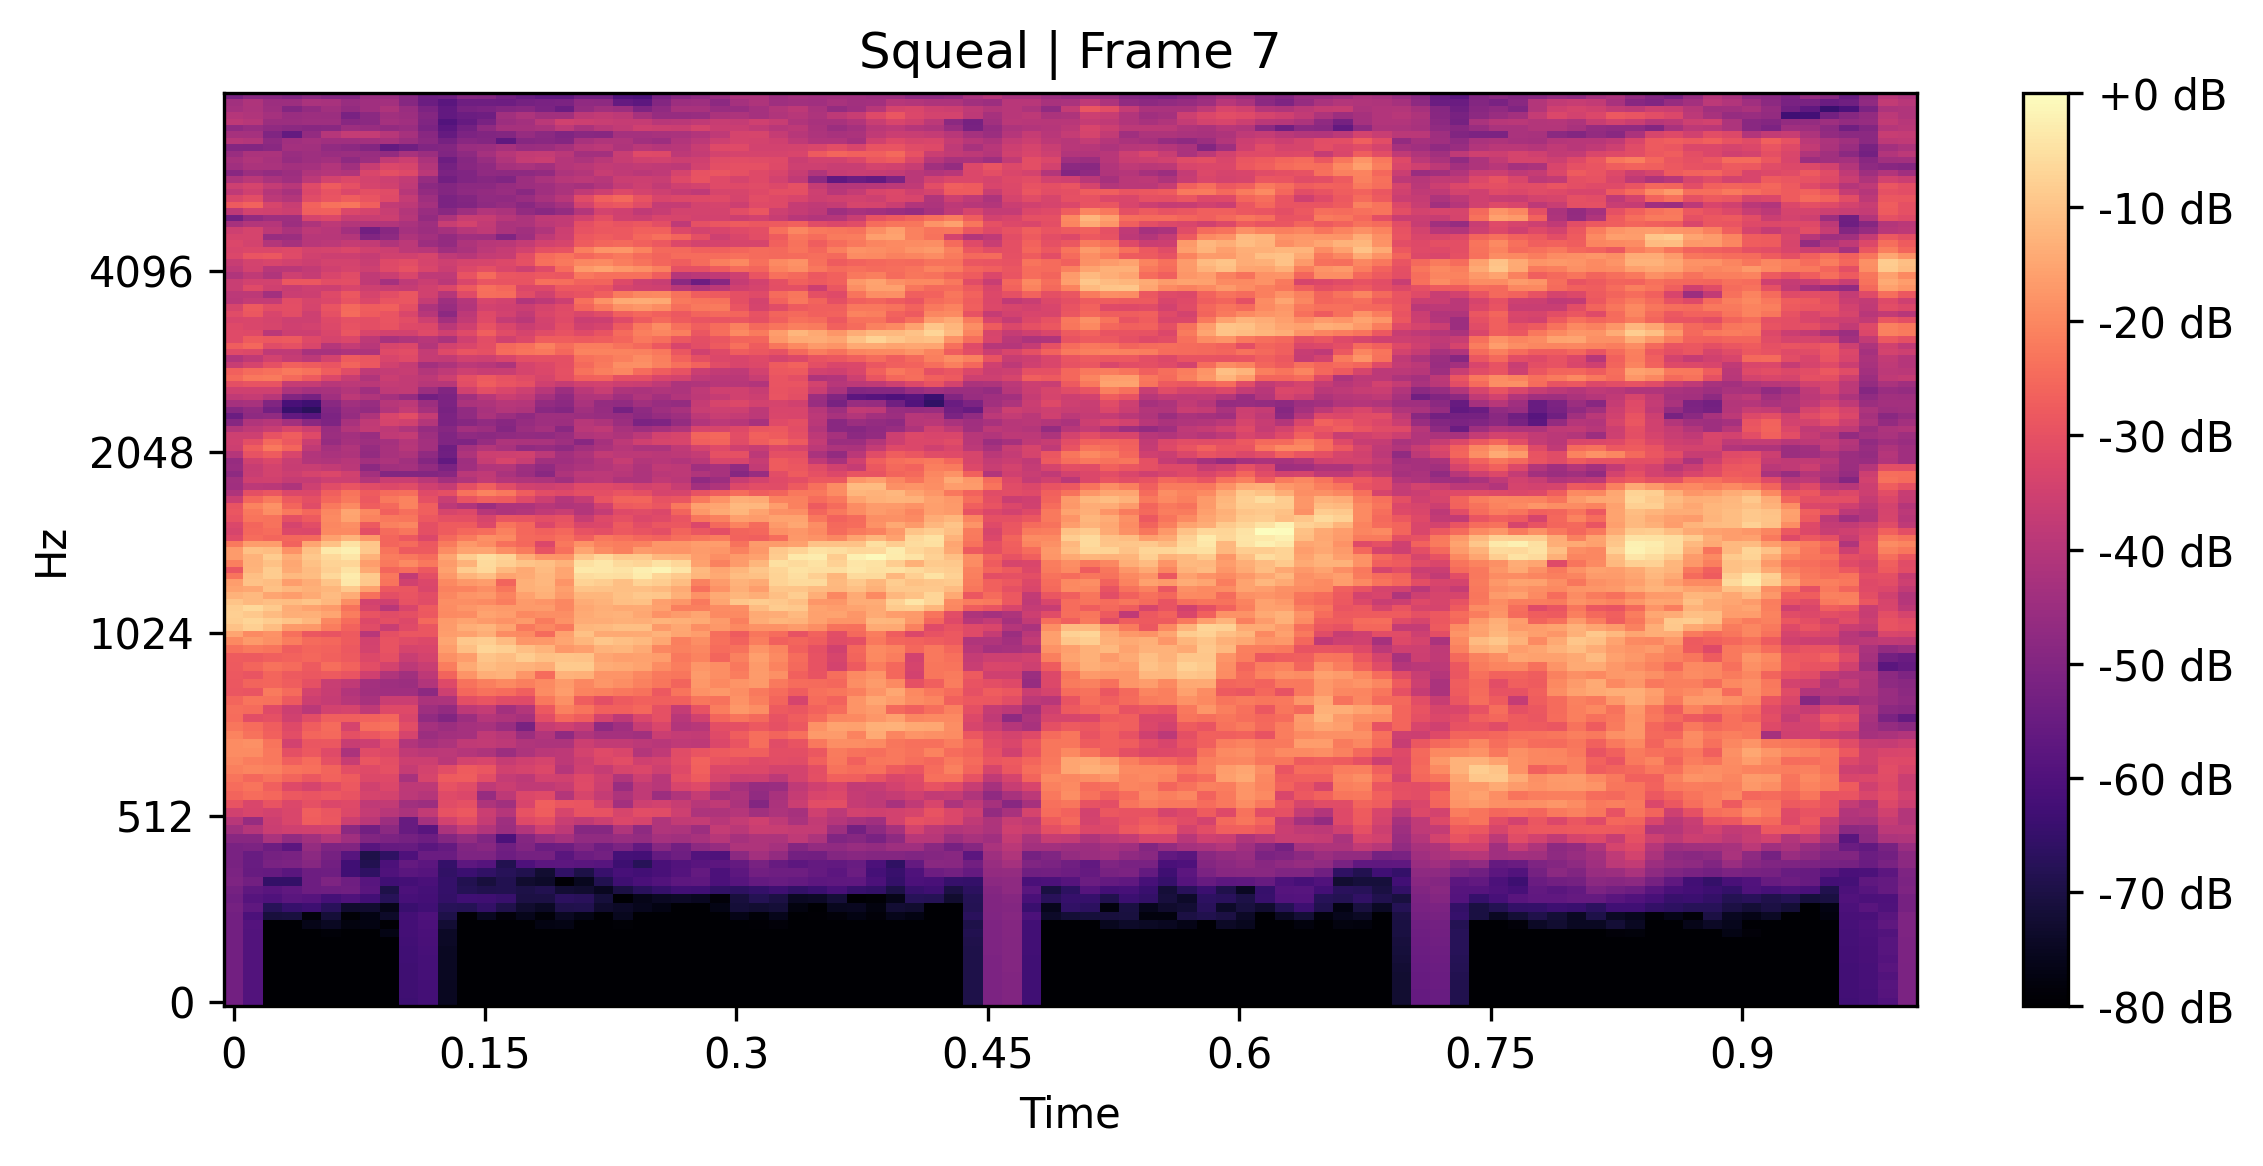 Squeal | Frame 7
+0 dB
-10 dB
-20 dB
-30 dB
-40 dB
-50 dB
-60 dB
-70 dB
-80 dB
Hz
4096
2048
1024
512
0
0 0.15 0.3 0.45 0.6 0.75 0.9
Time